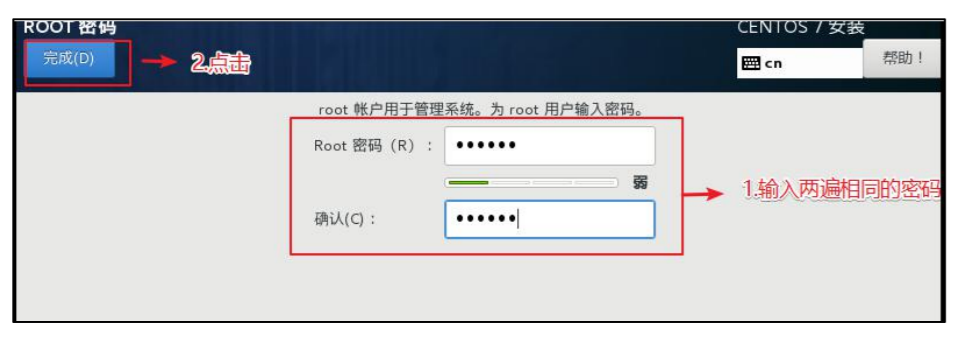 ROOT 密码
CENTOS 7 安装
完成(D)
2.点击
cn
帮助！
root 帐户用于管理系统。为 root 用户输入密码。
Root 密码（R）：
••••••
弱
1.输入两遍相同的密码
确认(C)：
••••••